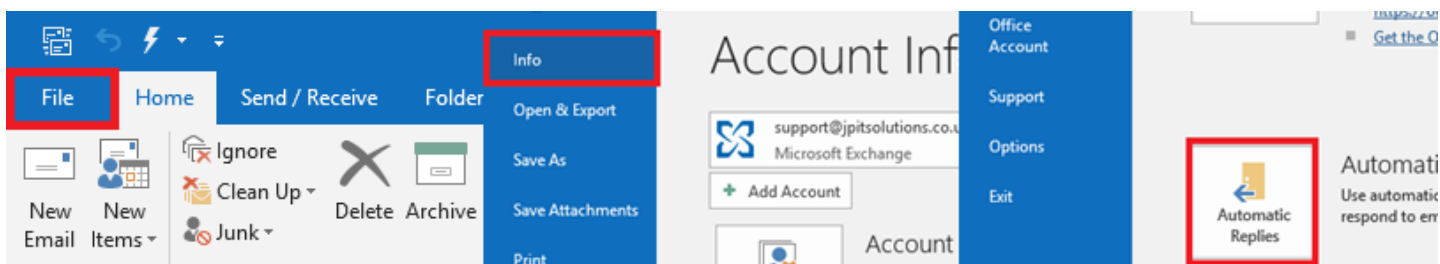 File
Home
Send / Receive
Folder
New
Email
New
Items
Ignore
Clean Up
Junk
Delete
Archive
Info
Open & Export
Save As
Save Attachments
Print
Account Inf
support@jpitsolutions.co.u
Microsoft Exchange
Add Account
Account
Office
Account
Support
Options
Exit
Get the O
Automatic
Replies
Automati
Use automatic
respond to em